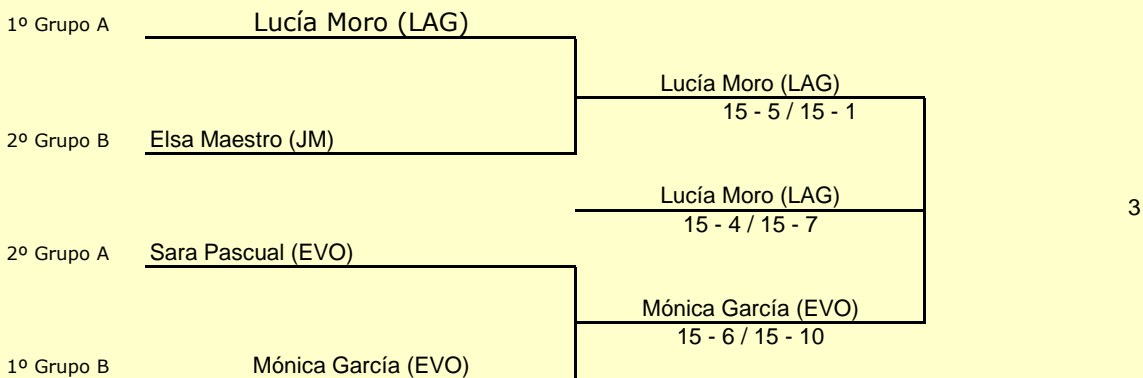 1º Grupo A Lucía Moro (LAG)
Lucía Moro (LAG)
15 - 5 / 15 - 1
2º Grupo B Elsa Maestro (JM)
Lucía Moro (LAG)
3
15 - 4 / 15 - 7
2º Grupo A Sara Pascual (EVO)
Mónica García (EVO)
15 - 6 / 15 - 10
1º Grupo B Mónica García (EVO)